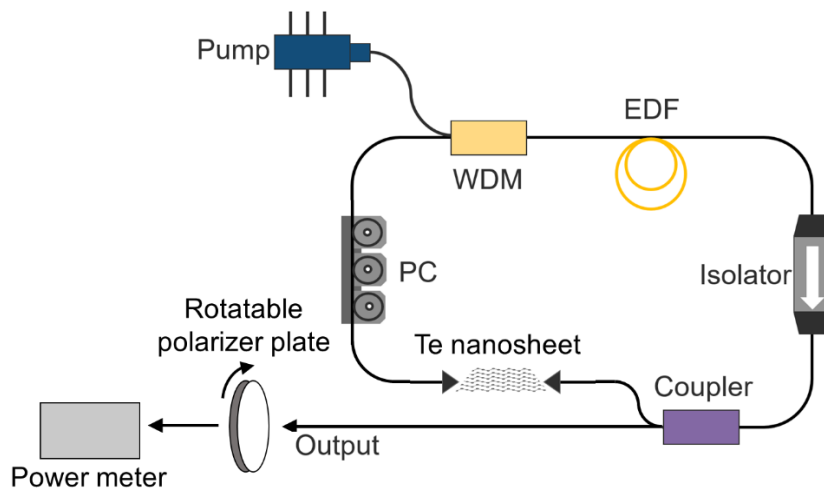 Pump
EDF
WDM
PC
Isolator
Rotatable
polarizer plate
Te nanosheet
Coupler
Output
Power meter